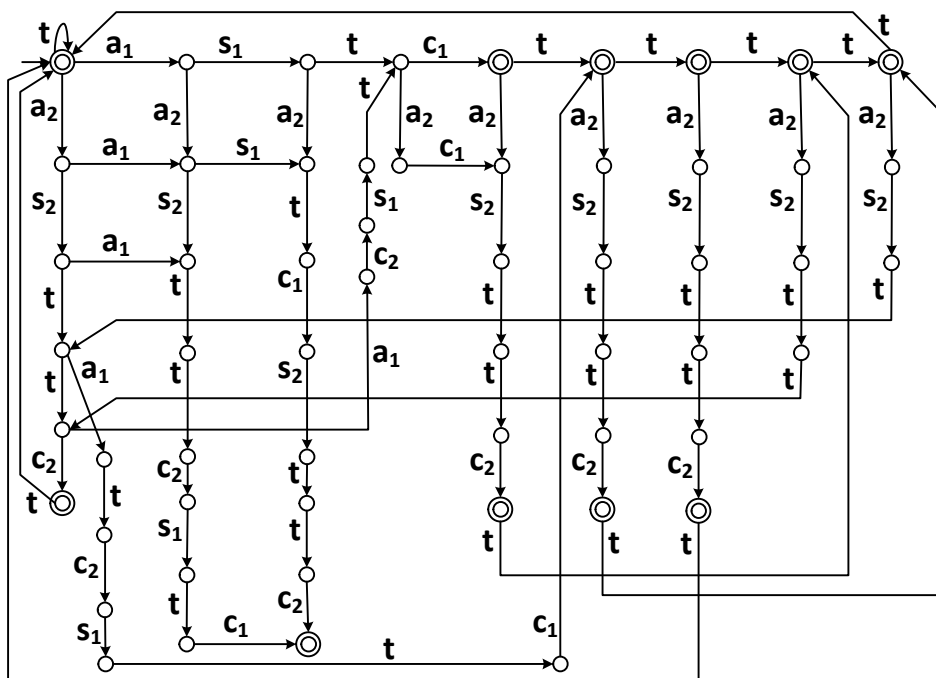 t t
a₁ s₁ t c₁ t t t t
a₂ a₂ a₂ a₂ a₂ a₂ a₂ a₂ a₂
a₁ s₁ c₁
s₂ s₂ t s₁ s₂ s₂ s₂ s₂ s₂
a₁ c₂
t t c₁ t t t t t
t a₁ t s₂ a₁ t t t t
c₂ c₂ c₂ c₂ c₂
t t s₁ t t t t
c₂ t t
s₁ t c₁ c₂ t c₁